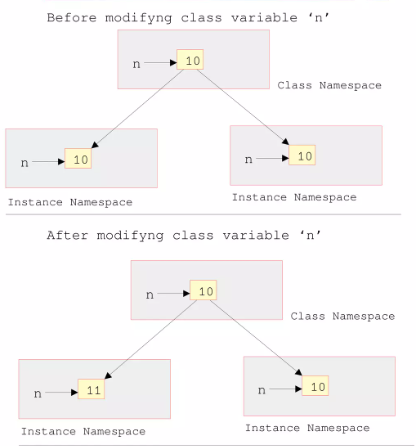 Before modifyng class variable ‘n’
n 10
Class Namespace
n 10
n 10
Instance Namespace
Instance Namespace
After modifyng class variable ‘n’
n 10
Class Namespace
n 11
n 10
Instance Namespace
Instance Namespace